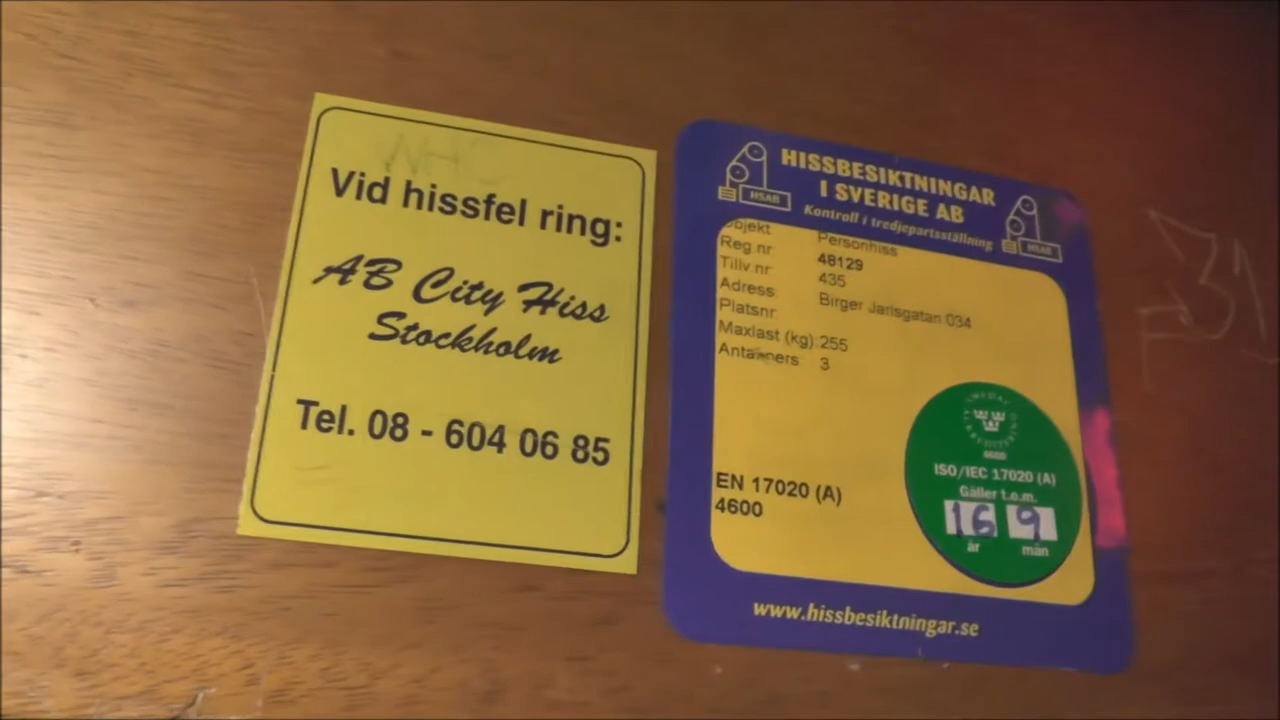 Vid hissfel ring:
AB City Hiss
Stockholm
Tel. 08 - 604 06 85
HISSBESIKTNINGAR
I SVERIGE AB
Kontroll i tredjepartsställning
HSAB
HSAB
Objekt Personhiss
Reg.nr 48129
Tillv.nr 435
Adress Birger Jarlsgatan 034
Platsnr
Maxlast (kg) 255
Antal pers 3
EN 17020 (A)
4600
SWEDAC
4600
ISO/IEC 17020 (A)
Gäller t.o.m.
16 9
år mån
www.hissbesiktningar.se